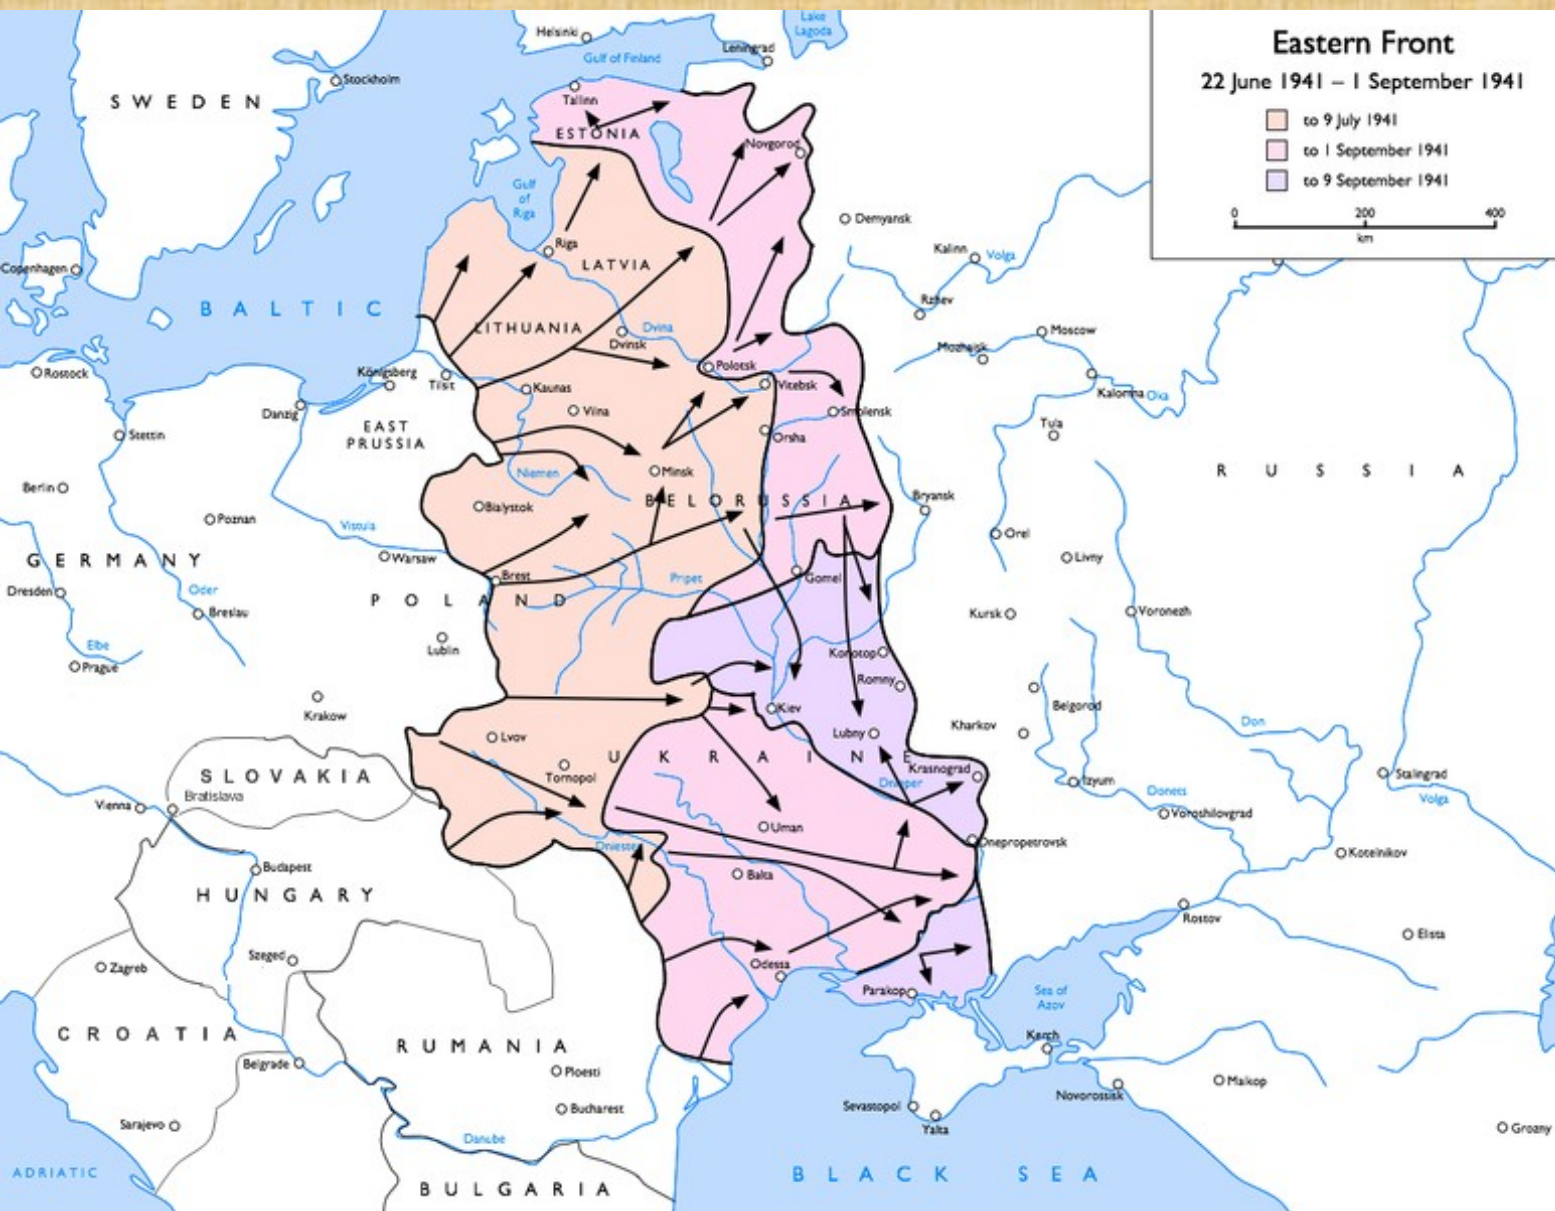 Eastern Front
22 June 1941 – 1 September 1941
to 9 July 1941
to 1 September 1941
to 9 September 1941
0
200
400
km
Helsinki
Gulf of Finland
Lake
Lagoda
Leningrad
Stockholm
SWEDEN
Tallinn
ESTONIA
Novgorod
Gulf
of
Riga
Riga
Demyansk
Kalinn
Volga
LATVIA
Copenhagen
BALTIC
Rzhev
LITHUANIA
Dvina
Dvinsk
Moscow
Mozhaisk
Rostock
Königsberg
Tilsit
Polotsk
Kaunas
Vitebsk
Kalomna
Oka
Danzig
Vilna
Smolensk
EAST
PRUSSIA
Tula
Stettin
Orsha
Niemen
Minsk
RUSSIA
Berlin
Bialystok
BELORUSSIA
Bryansk
Poznan
Vistula
Orel
GERMANY
Warsaw
Livny
Brest
Pripet
Gomel
Dresden
Oder
POLAND
Breslau
Kursk
Voronezh
Elbe
Lublin
Konotop
Prague
Romny
Krakow
Kiev
Belgorod
Don
Lubny
Kharkov
Lvov
UKRAINE
SLOVAKIA
Tornopol
Krasnograd
Dnieper
Izyum
Donets
Stalingrad
Volga
Bratislava
Vienna
Voroshilovgrad
Uman
Dniester
Dnepropetrovsk
Kotelnikov
Budapest
Balta
HUNGARY
Rostov
Elista
Szeged
Zagreb
Odessa
Parakop
Sea of
Azov
CROATIA
RUMANIA
Kerch
Belgrade
Ploesti
Maikop
Novorossisk
Bucharest
Sevastopol
Yalta
Sarajevo
Grozny
Danube
ADRIATIC
BLACK SEA
BULGARIA